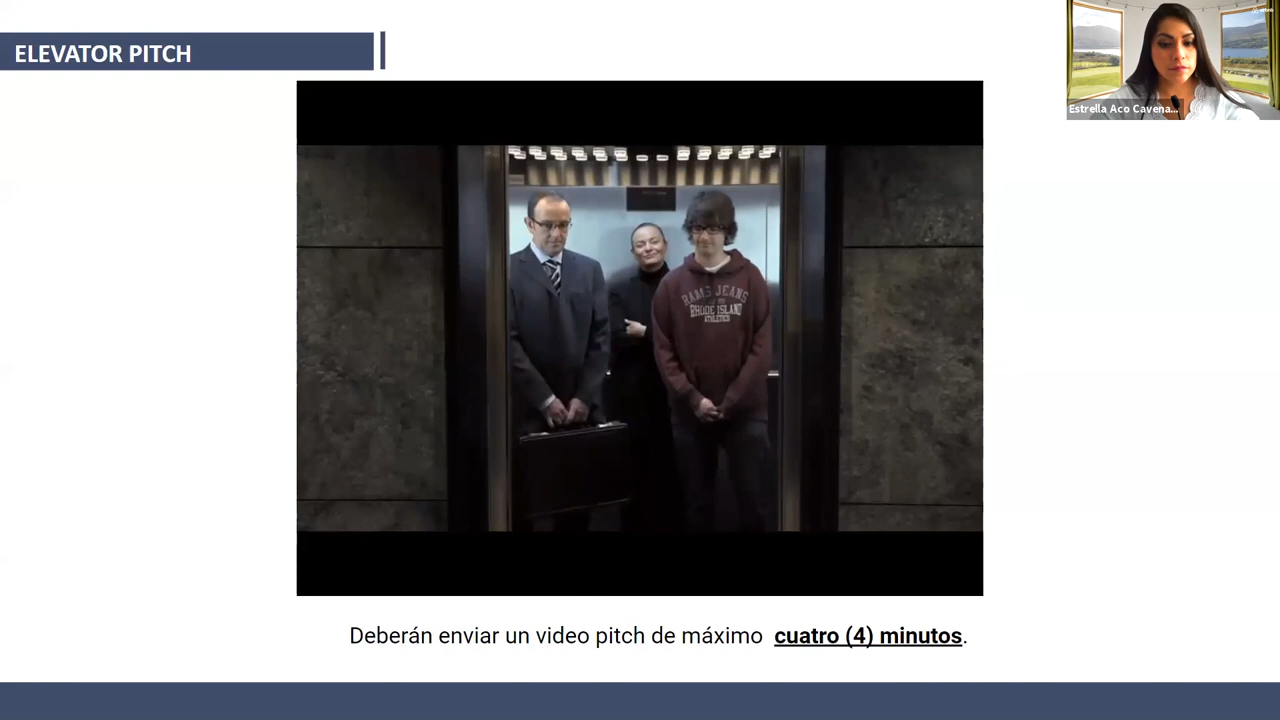 ELEVATOR PITCH
Estrella Aco Cavena...
RAMS JEANS
RHODE ISLAND
ATHLETICS
Deberán enviar un video pitch de máximo cuatro (4) minutos.